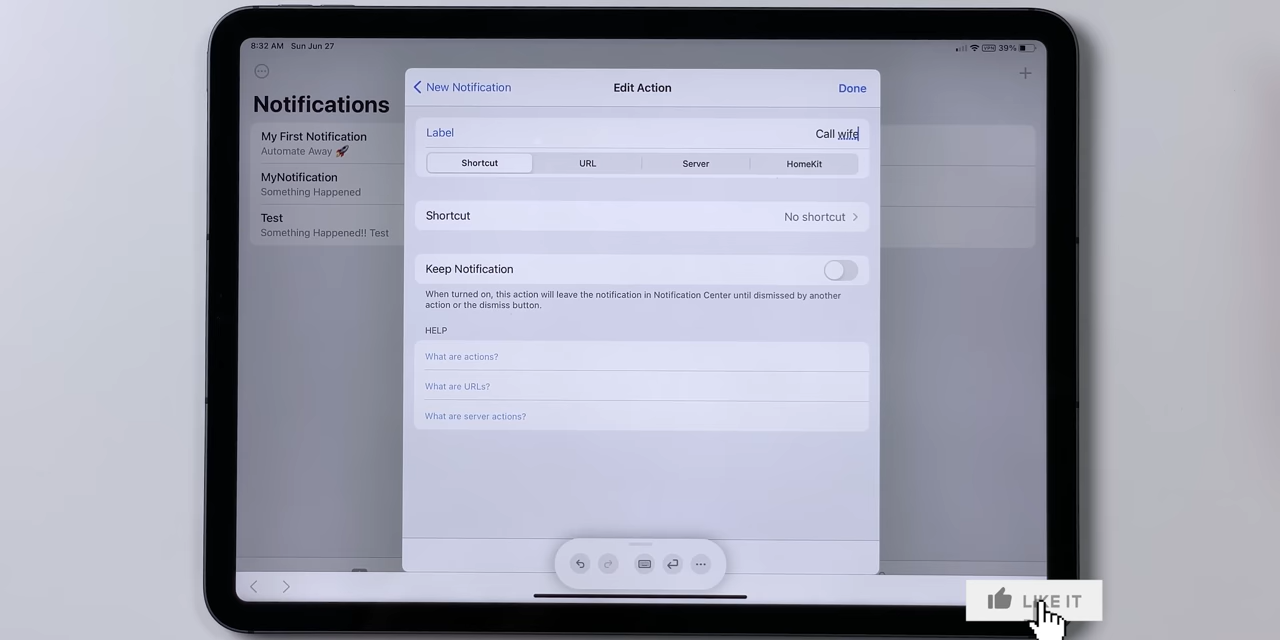 8:32 AM Sun Jun 27
VPN 39%
New Notification
Edit Action
Done
Notifications
Label
Call wife
My First Notification
Automate Away 🚀
Shortcut
URL
Server
HomeKit
MyNotification
Something Happened
Shortcut
No shortcut
Test
Something Happened!! Test
Keep Notification
When turned on, this action will leave the notification in Notification Center until dismissed by another
action or the dismiss button.
HELP
What are actions?
What are URLs?
What are server actions?
LIKE IT